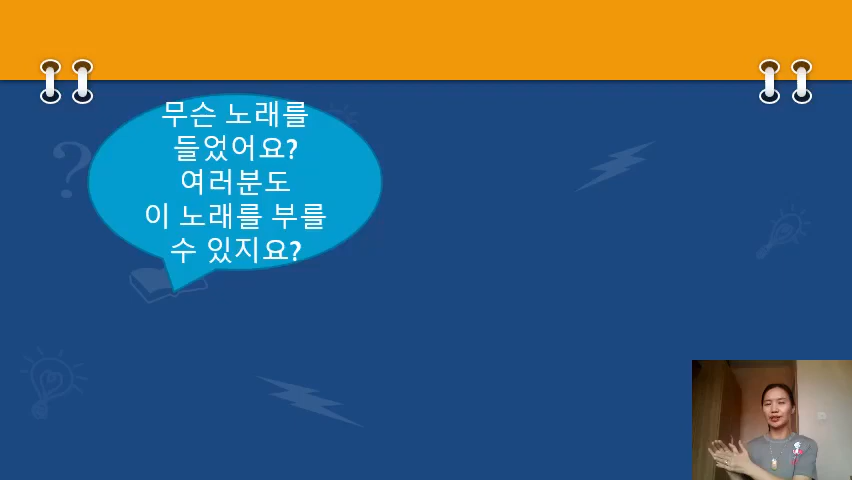 무슨 노래를
들었어요?
여러분도
이 노래를 부를
수 있지요?